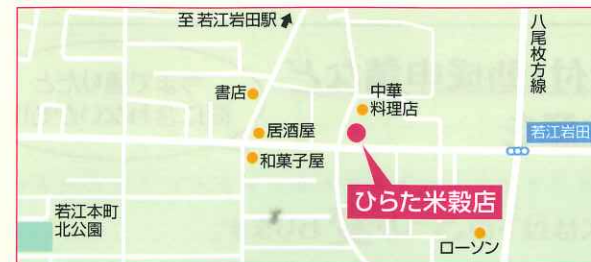 至 若江岩田駅
八尾枚方線
書店
中華
料理店
居酒屋
若江岩田
和菓子屋
ひらた米穀店
若江本町
北公園
ローソン